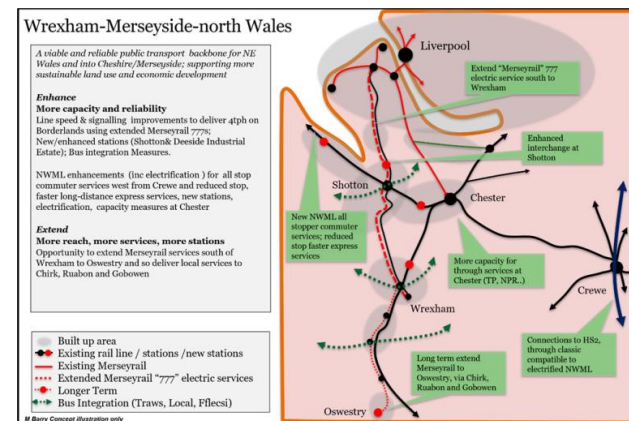 Wrexham-Merseyside-north Wales
A viable and reliable public transport backbone for NE
Wales and into Cheshire/Merseyside; supporting more
sustainable land use and economic development
Enhance
More capacity and reliability
Line speed & signalling improvements to deliver 4tph on
Borderlands using extended Merseyrail 777s;
New/enhanced stations (Shotton& Deeside Industrial
Estate); Bus integration Measures.
NWML enhancements (inc electrification ) for all stop
commuter services west from Crewe and reduced stop,
faster long-distance express services, new stations,
electrification, capacity measures at Chester
Extend
More reach, more services, more stations
Opportunity to extend Merseyrail services south of
Wrexham to Oswestry and so deliver local services to
Chirk, Ruabon and Gobowen
Built up area
Existing rail line / stations /new stations
Existing Merseyrail
Extended Merseyrail "777" electric services
Longer Term
Bus Integration (Traws, Local, Fflecsi)
M Barry Concept illustration only
Liverpool
Extend "Merseyrail" 777
electric service south to
Wrexham
Enhanced
interchange at
Shotton
Shotton
Chester
New NWML all
stopper commuter
services; reduced
stop faster express
services
More capacity for
through services at
Chester (TP, NPR..)
Crewe
Wrexham
Connections to HS2,
through classic
compatible to
electrified NWML
Long term extend
Merseyrail to
Oswestry, via Chirk,
Ruabon and Gobowen
Oswestry